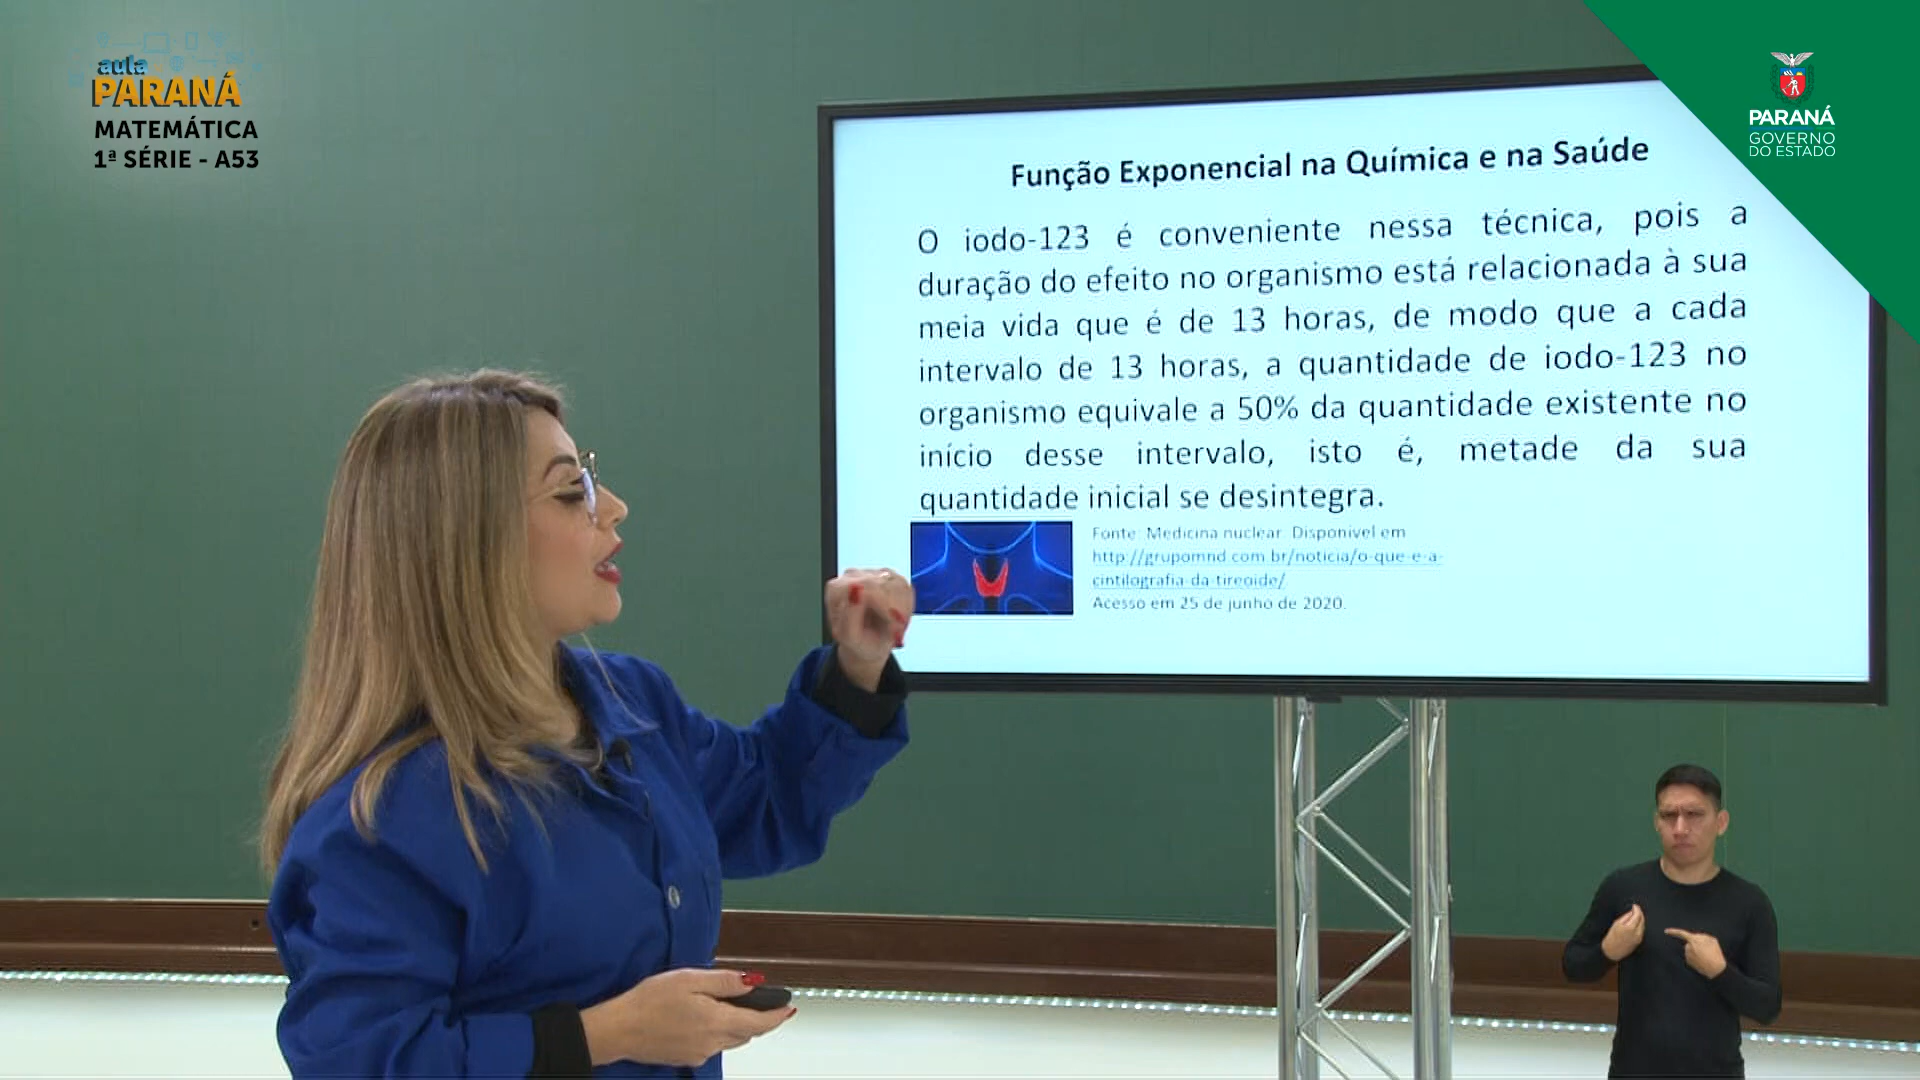 aula
PARANÁ
MATEMÁTICA
1ª SÉRIE - A53
PARANÁ
GOVERNO
DO ESTADO
Função Exponencial na Química e na Saúde
O iodo-123 é conveniente nessa técnica, pois a
duração do efeito no organismo está relacionada à sua
meia vida que é de 13 horas, de modo que a cada
intervalo de 13 horas, a quantidade de iodo-123 no
organismo equivale a 50% da quantidade existente no
início desse intervalo, isto é, metade da sua
quantidade inicial se desintegra.
Fonte: Medicina nuclear. Disponível em
http://grupomnd.com.br/noticia/o-que-e-a-
cintilografia-da-tireoide/
Acesso em 25 de junho de 2020.